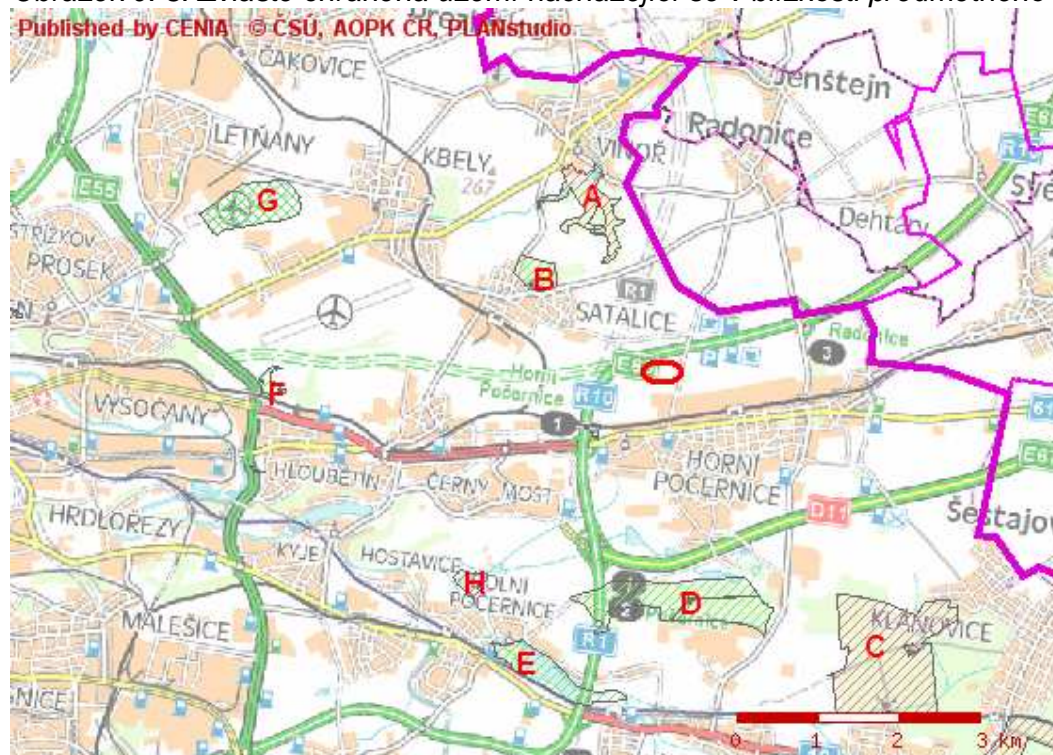 Published by CENIA © ČSÚ, AOPK ČR, PLANstudio
ČAKOVICE
Jenštejn
Radonice
LETŇANY
KBELY
VINOŘ
267
E55
G
A
Dehtáry
STŘÍŽKOV
PROSEK
B
R1
SATALICE
Radonice
P
3
Horní
Počernice
R10
F
1
VYSOČANY
HORNÍ
POČERNICE
HLOUBĚTÍN
ČERNÝ MOST
D11
HRDLOŘEZY
KYJE
HOSTAVICE
H
DOLNÍ
POČERNICE
D
MALEŠICE
KLÁNOVICE
C
E
R1
0 1 2 3 km